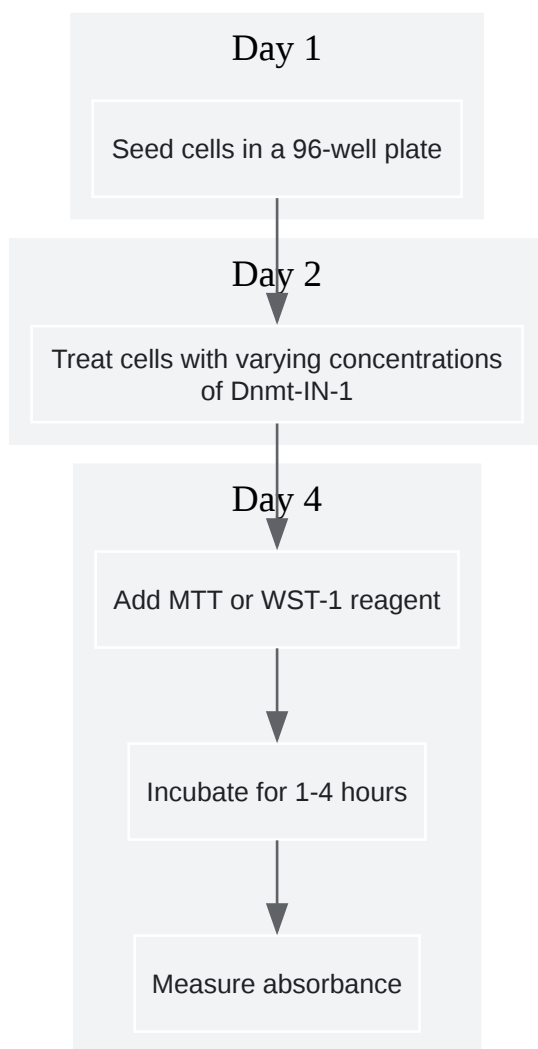 Day 1
Seed cells in a 96-well plate
Day 2
Treat cells with varying concentrations
of Dnmt-IN-1
Day 4
Add MTT or WST-1 reagent
Incubate for 1-4 hours
Measure absorbance